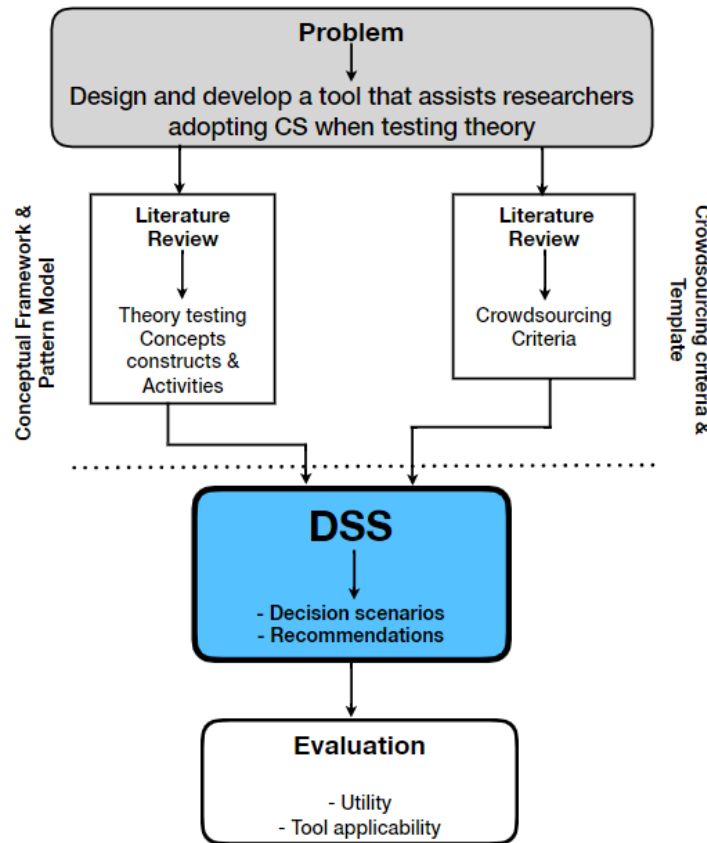 Problem
Design and develop a tool that assists researchers
adopting CS when testing theory
Conceptual Framework &
Pattern Model
Literature
Review
Theory testing
Concepts
constructs &
Activities
Literature
Review
Crowdsourcing
Criteria
Crowdsourcing criteria &
Template
DSS
- Decision scenarios
- Recommendations
Evaluation
- Utility
- Tool applicability